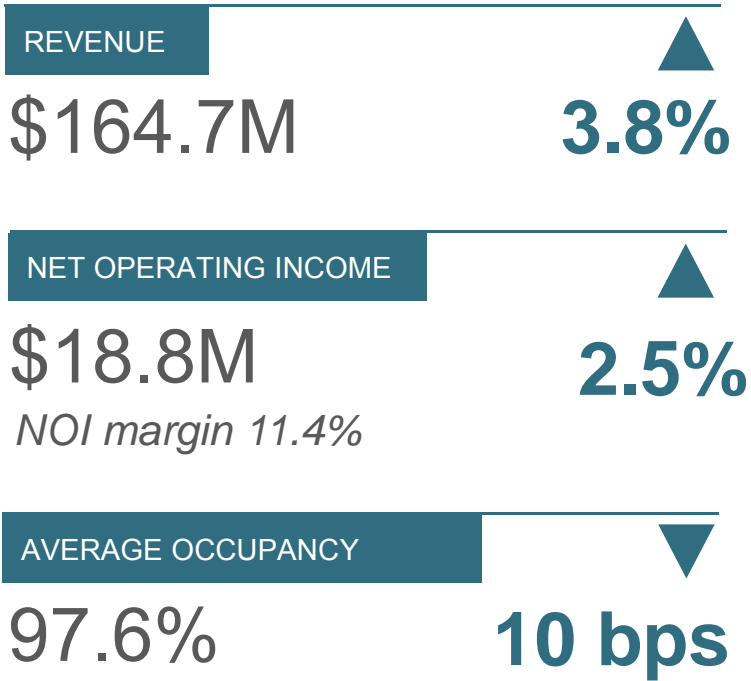 REVENUE
$164.7M 3.8%
NET OPERATING INCOME
$18.8M 2.5%
NOI margin 11.4%
AVERAGE OCCUPANCY
97.6% 10 bps